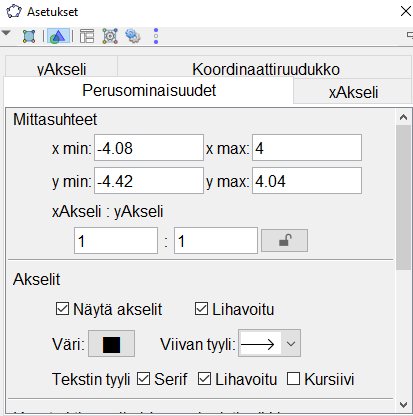 Asetukset
yAkseli Koordinaattiruudukko
Perusominaisuudet xAkseli
Mittasuhteet
x min: -4.08 x max: 4
y min: -4.42 y max: 4.04
xAkseli : yAkseli
1 : 1
Akselit
Näytä akselit Lihavoitu
Väri: Viivan tyyli:
Tekstin tyyli Serif Lihavoitu Kursiivi